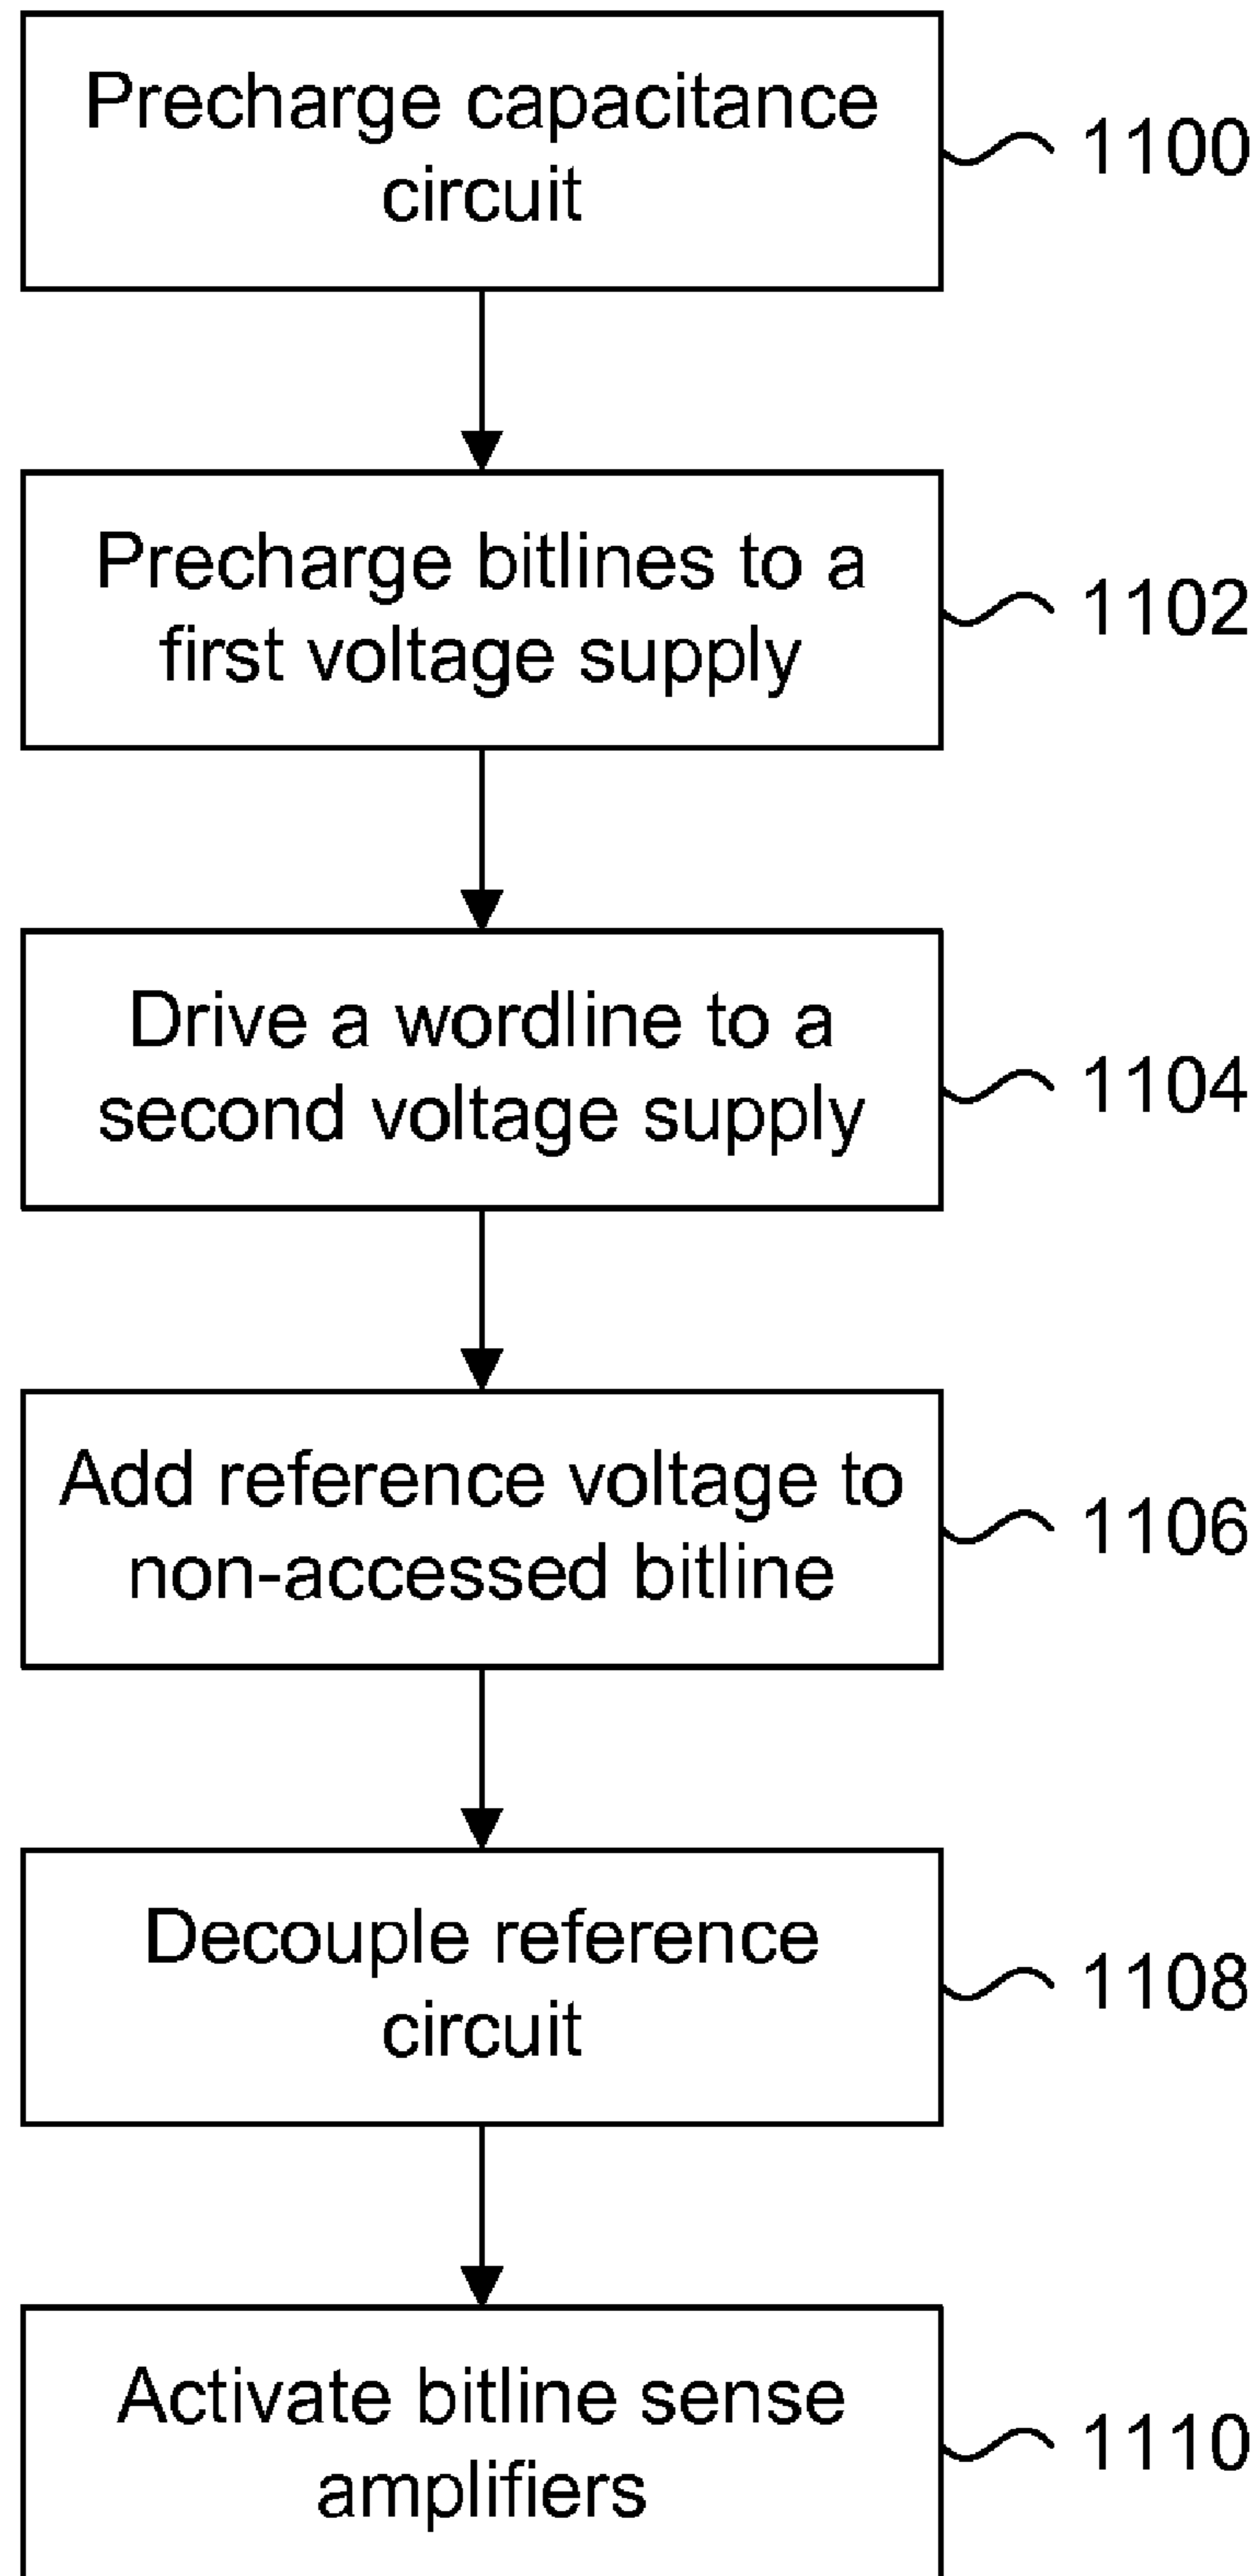 Precharge capacitance
circuit
1100
Precharge bitlines to a
first voltage supply
1102
Drive a wordline to a
second voltage supply
1104
Add reference voltage to
non-accessed bitline
1106
Decouple reference
circuit
1108
Activate bitline sense
amplifiers
1110